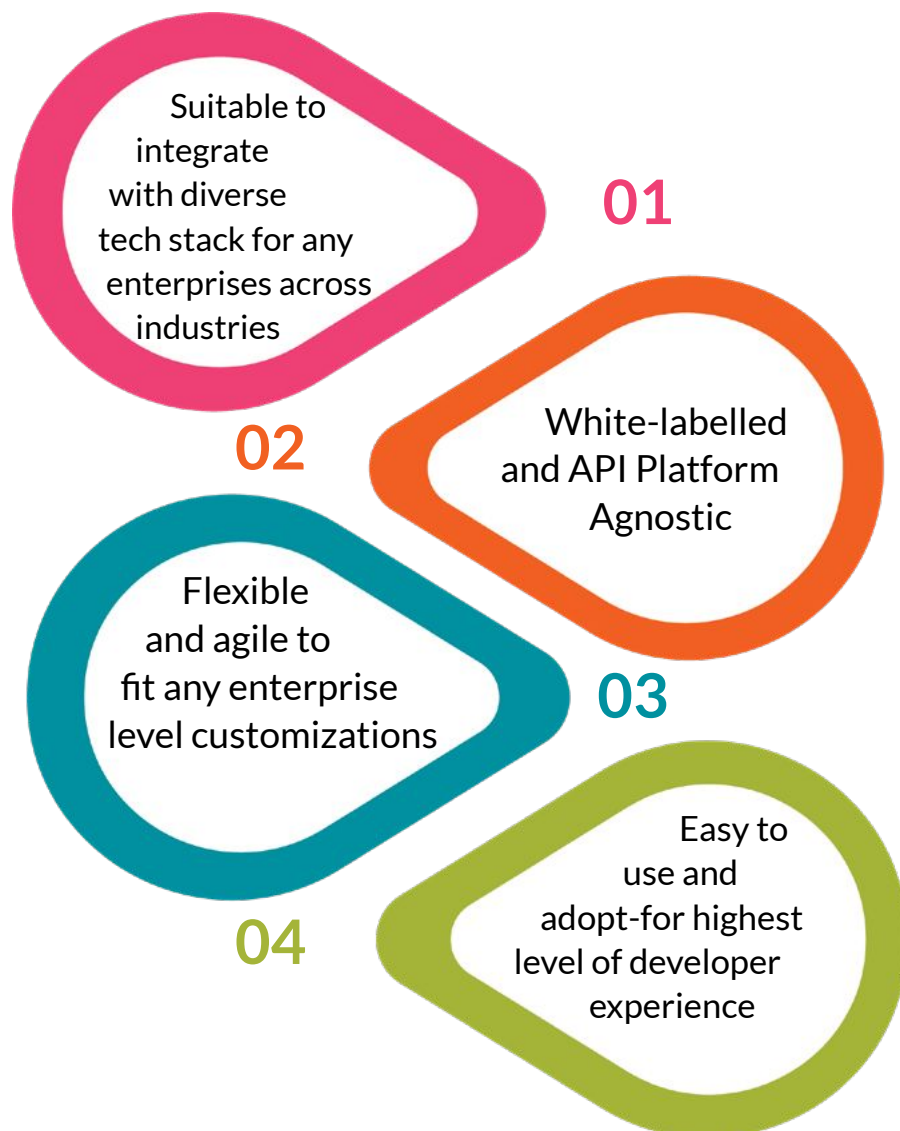 Suitable to
integrate
with diverse
tech stack for any
enterprises across
industries
01
02
White-labelled
and API Platform
Agnostic
Flexible
and agile to
fit any enterprise
level customizations
03
04
Easy to
use and
adopt-for highest
level of developer
experience